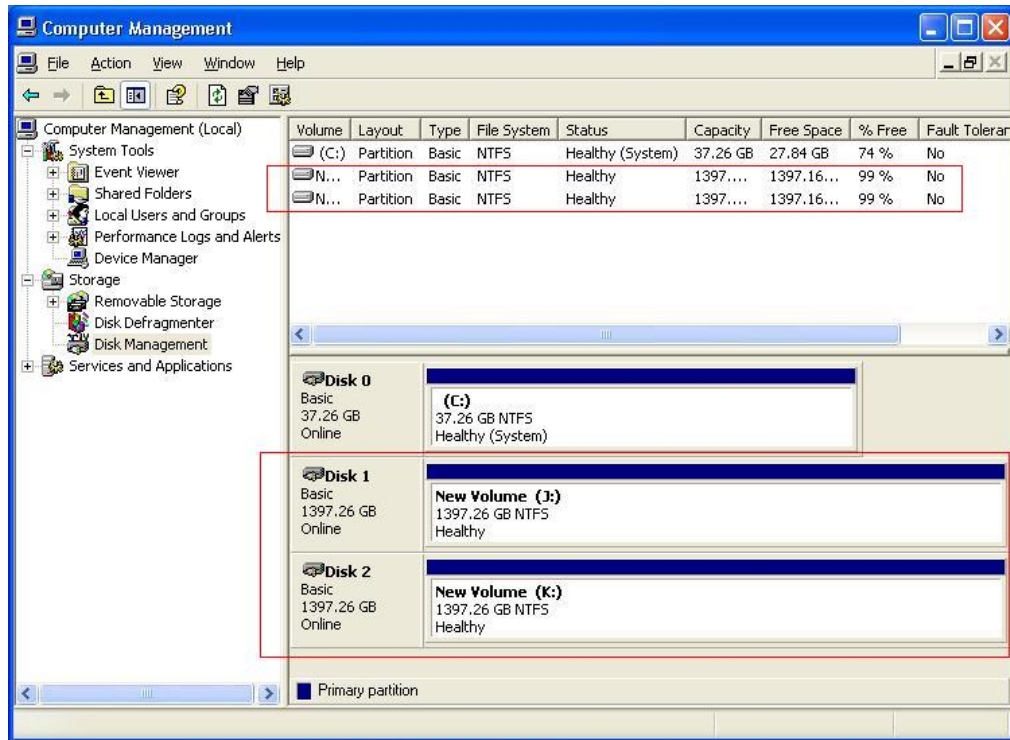 Computer Management
File Action View Window Help
Computer Management (Local)
System Tools
Event Viewer
Shared Folders
Local Users and Groups
Performance Logs and Alerts
Device Manager
Storage
Removable Storage
Disk Defragmenter
Disk Management
Services and Applications
Volume Layout Type File System Status Capacity Free Space % Free Fault Toleran
(C:) Partition Basic NTFS Healthy (System) 37.26 GB 27.84 GB 74 % No
N... Partition Basic NTFS Healthy 1397.... 1397.16... 99 % No
N... Partition Basic NTFS Healthy 1397.... 1397.16... 99 % No
Disk 0
Basic
37.26 GB
Online
(C:)
37.26 GB NTFS
Healthy (System)
Disk 1
Basic
1397.26 GB
Online
New Volume (J:)
1397.26 GB NTFS
Healthy
Disk 2
Basic
1397.26 GB
Online
New Volume (K:)
1397.26 GB NTFS
Healthy
Primary partition